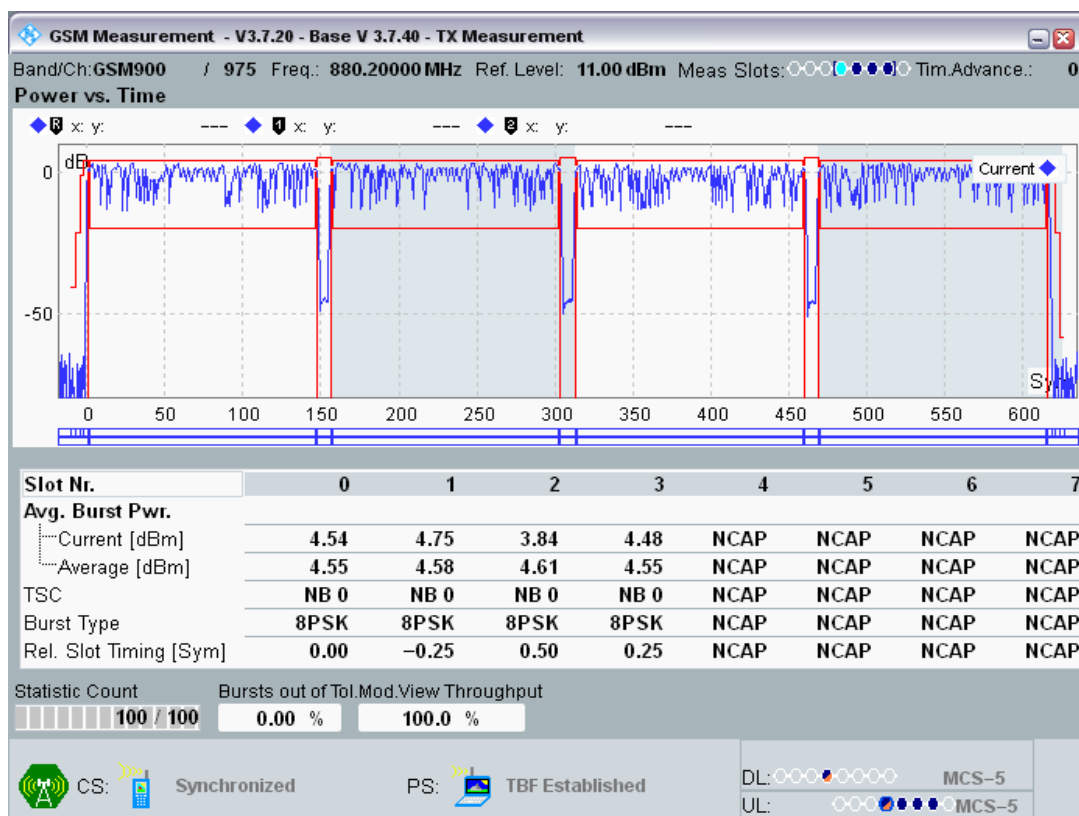 GSM Measurement - V3.7.20 - Base V 3.7.40 - TX Measurement
Band/Ch:GSM900 / 975 Freq.: 880.20000 MHz Ref. Level: 11.00 dBm Meas Slots: Tim.Advance.: 0
Power vs. Time
R x: y: --- 1 x: y: --- 2 x: y: ---
dB
Current
0
-50
0 50 100 150 200 250 300 350 400 450 500 550 600
Slot Nr. 0 1 2 3 4 5 6 7
Avg. Burst Pwr.
Current [dBm] 4.54 4.75 3.84 4.48 NCAP NCAP NCAP NCAP
Average [dBm] 4.55 4.58 4.61 4.55 NCAP NCAP NCAP NCAP
TSC NB 0 NB 0 NB 0 NB 0 NCAP NCAP NCAP NCAP
Burst Type 8PSK 8PSK 8PSK 8PSK NCAP NCAP NCAP NCAP
Rel. Slot Timing [Sym] 0.00 −0.25 0.50 0.25 NCAP NCAP NCAP NCAP
Statistic Count Bursts out of Tol.Mod.View Throughput
100 / 100 0.00 % 100.0 %
CS: Synchronized PS: TBF Established
DL: MCS−5
UL: MCS−5